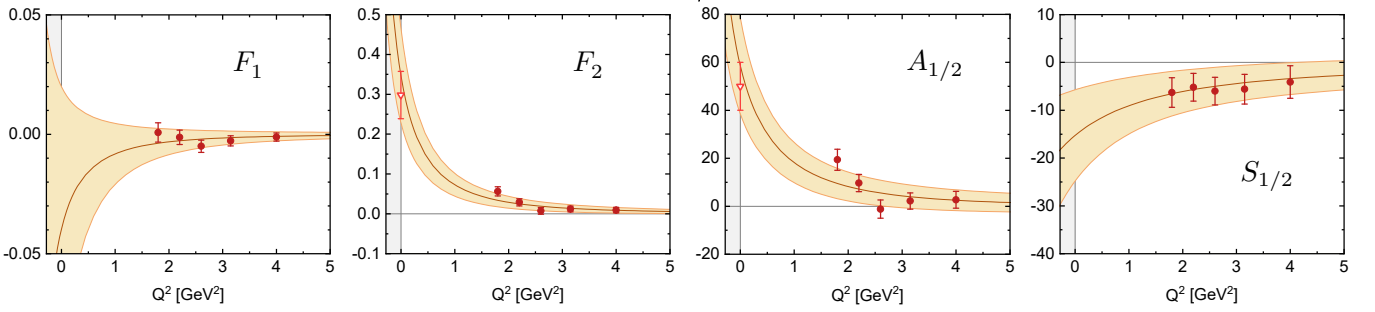 0.05
0.00
-0.05
F₁
0 1 2 3 4 5
Q² [GeV²]
0.5
0.4
0.3
0.2
0.1
0.0
-0.1
F₂
0 1 2 3 4 5
Q² [GeV²]
80
60
40
20
0
-20
A₁/₂
0 1 2 3 4 5
Q² [GeV²]
10
0
-10
-20
-30
-40
S₁/₂
0 1 2 3 4 5
Q² [GeV²]